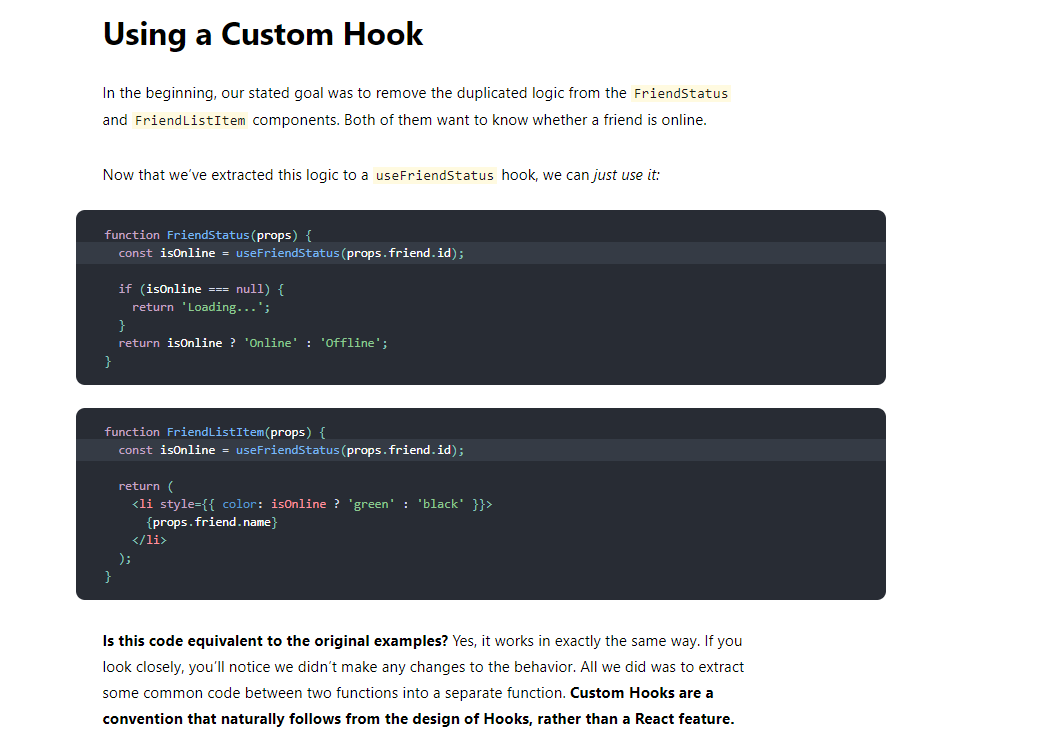 Using a Custom Hook
In the beginning, our stated goal was to remove the duplicated logic from the FriendStatus
and FriendListItem components. Both of them want to know whether a friend is online.
Now that we’ve extracted this logic to a useFriendStatus hook, we can just use it:
function FriendStatus(props) {
  const isOnline = useFriendStatus(props.friend.id);
  if (isOnline === null) {
    return 'Loading...';
  }
  return isOnline ? 'Online' : 'Offline';
}
function FriendListItem(props) {
  const isOnline = useFriendStatus(props.friend.id);
  return (
    <li style={{ color: isOnline ? 'green' : 'black' }}>
      {props.friend.name}
    </li>
  );
}
Is this code equivalent to the original examples? Yes, it works in exactly the same way. If you
look closely, you’ll notice we didn’t make any changes to the behavior. All we did was to extract
some common code between two functions into a separate function. Custom Hooks are a
convention that naturally follows from the design of Hooks, rather than a React feature.